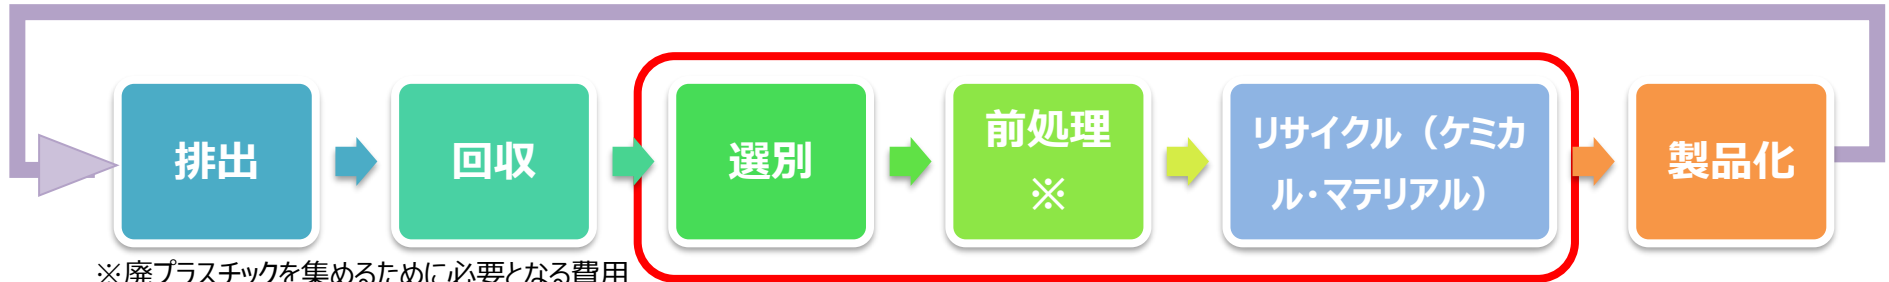 排出
回収
選別
前処理
※
リサイクル（ケミカ
ル・マテリアル）
製品化
※廃プラスチックを集めるために必要となる費用